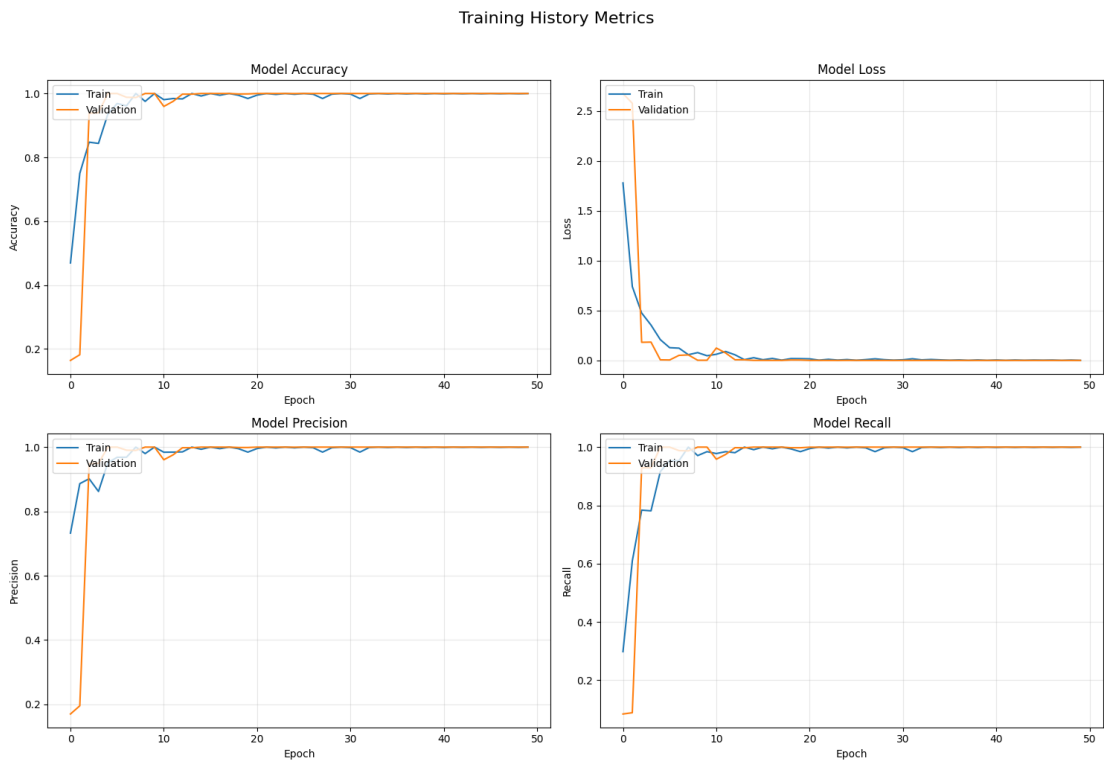 Training History Metrics
Model Accuracy
Train
Validation
1.0
0.8
0.6
0.4
0.2
Accuracy
0
10
20
30
40
50
Epoch
Model Loss
Train
Validation
2.5
2.0
1.5
1.0
0.5
0.0
Loss
0
10
20
30
40
50
Epoch
Model Precision
Train
Validation
1.0
0.8
0.6
0.4
0.2
Precision
0
10
20
30
40
50
Epoch
Model Recall
Train
Validation
1.0
0.8
0.6
0.4
0.2
Recall
0
10
20
30
40
50
Epoch